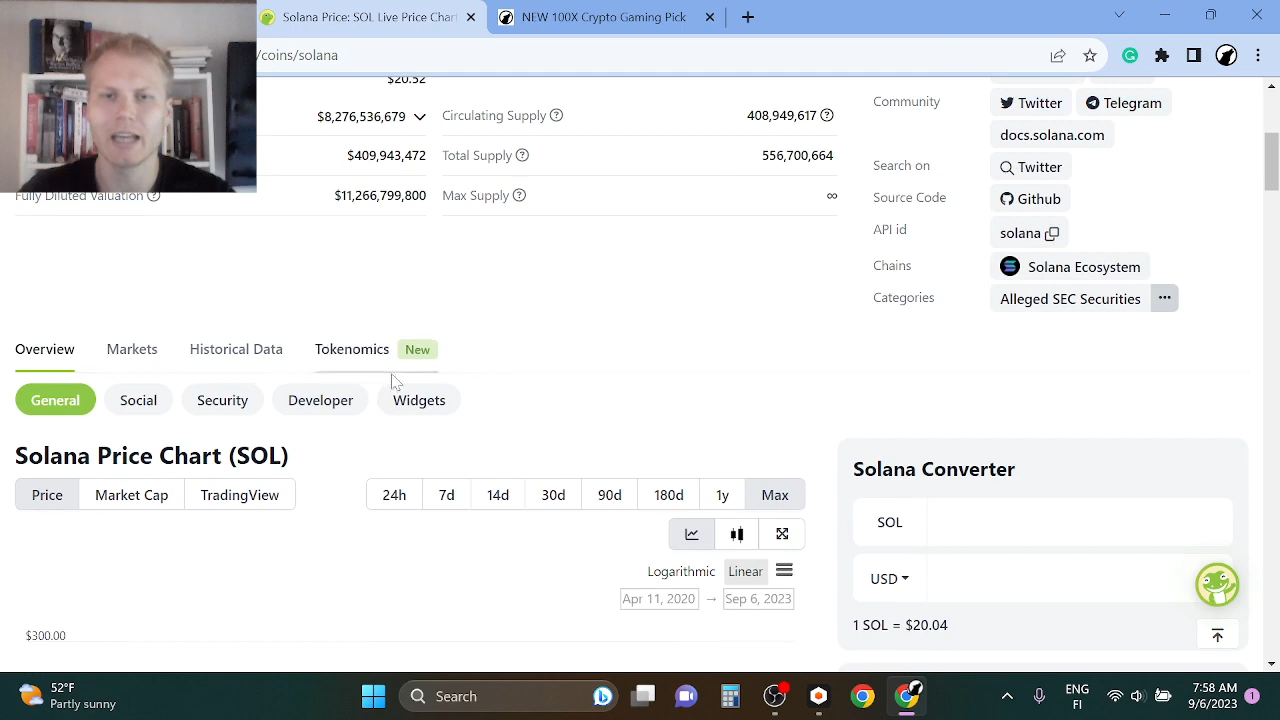 Solana Price: SOL Live Price Chart
NEW 100X Crypto Gaming Pick
/coins/solana
$20.52
$8,276,536,679
Circulating Supply
408,949,617
$409,943,472
Total Supply
556,700,664
Fully Diluted Valuation
$11,266,799,800
Max Supply
∞
Community
Twitter
Telegram
docs.solana.com
Search on
Twitter
Source Code
Github
API id
solana
Chains
Solana Ecosystem
Categories
Alleged SEC Securities
Overview
Markets
Historical Data
Tokenomics
New
General
Social
Security
Developer
Widgets
Solana Price Chart (SOL)
Price
Market Cap
TradingView
24h
7d
14d
30d
90d
180d
1y
Max
Logarithmic
Linear
Apr 11, 2020 → Sep 6, 2023
$300.00
Solana Converter
SOL
USD
1 SOL = $20.04
52°F
Partly sunny
Search
ENG
FI
7:58 AM
9/6/2023
1